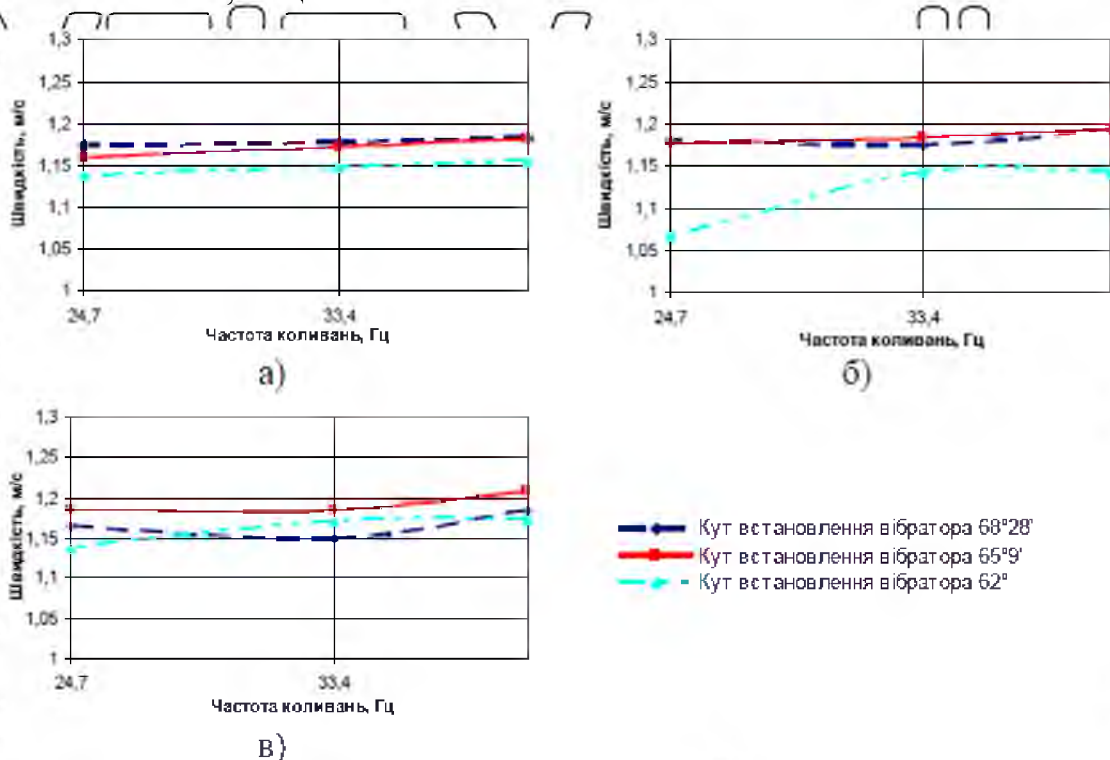 1,3
1,25
1,2
1,15
1,1
1,05
1
Швидкість, м/с
24,7 33,4
Частота коливань, Гц
а)
1,3
1,25
1,2
1,15
1,1
1,05
1
Швидкість, м/с
24,7 33,4
Частота коливань, Гц
б)
1,3
1,25
1,2
1,15
1,1
1,05
1
Швидкість, м/с
24,7 33,4
Частота коливань, Гц
в)
Кут встановлення вібратора 68°28'
Кут встановлення вібратора 65°9'
Кут встановлення вібратора 62°